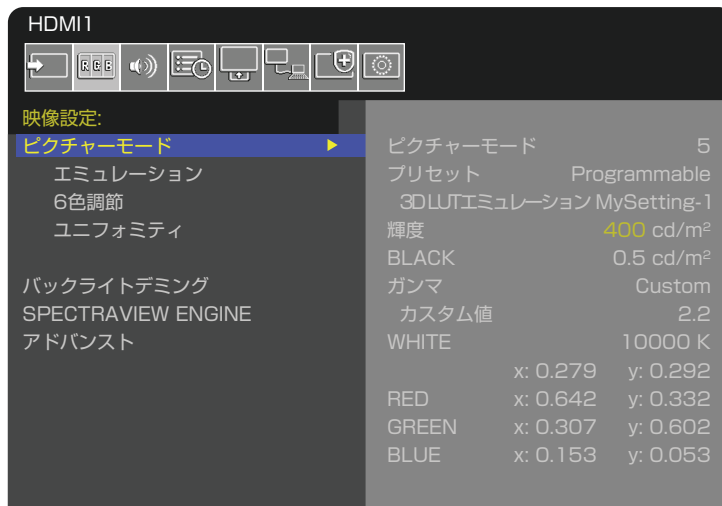 HDMI1
RGB
映像設定:
ピクチャーモード
エミュレーション
6色調節
ユニフォミティ
バックライトデミング
SPECTRAVIEW ENGINE
アドバンスト
ピクチャーモード 5
プリセット Programmable
3D LUTエミュレーション MySetting-1
輝度 400 cd/m²
BLACK 0.5 cd/m²
ガンマ Custom
カスタム値 2.2
WHITE 10000 K
x: 0.279 y: 0.292
RED x: 0.642 y: 0.332
GREEN x: 0.307 y: 0.602
BLUE x: 0.153 y: 0.053